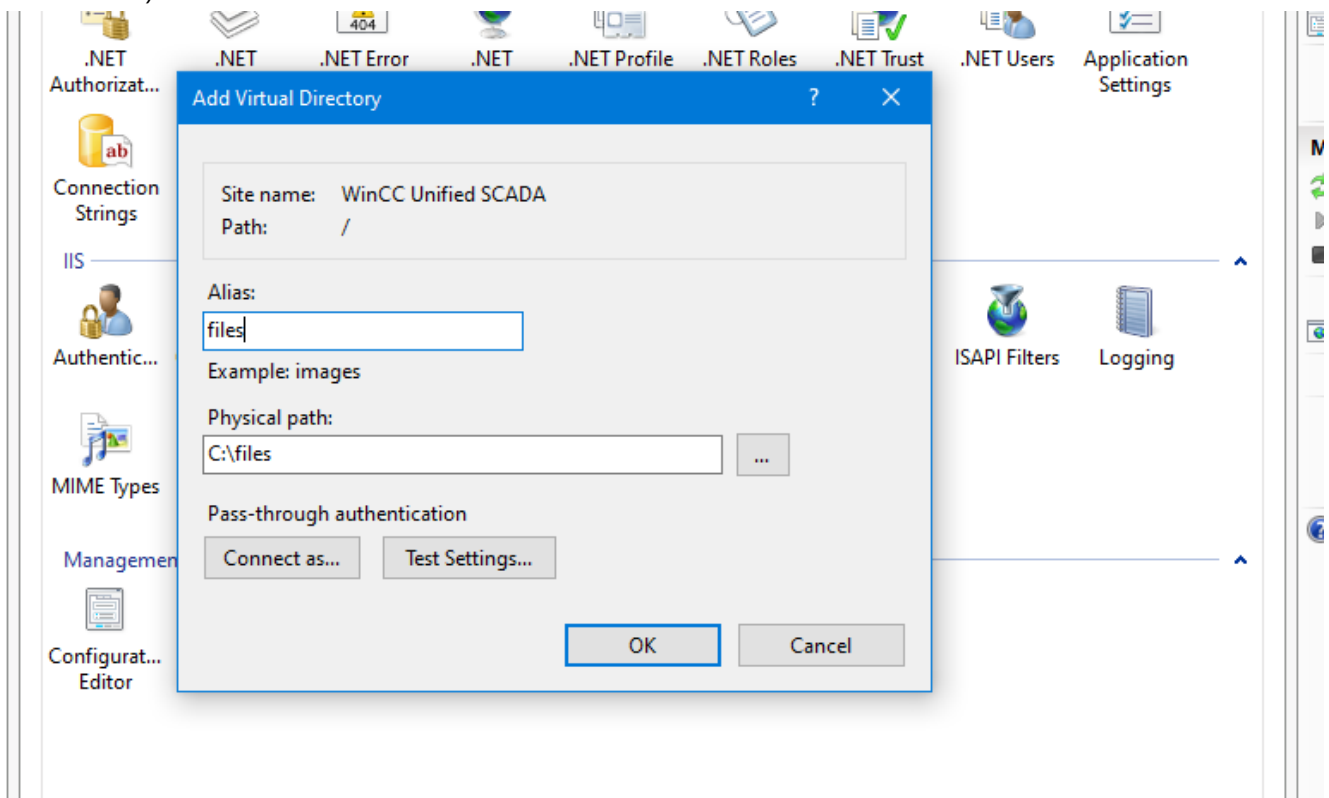 404
.NET
.NET
.NET Error
.NET
.NET Profile
.NET Roles
.NET Trust
.NET Users
Application
Authorizat...
Settings
Add Virtual Directory
?
ab
Connection
Strings
Site name: WinCC Unified SCADA
Path: /
M
IIS
Alias:
files
Example: images
Authentic...
ISAPI Filters
Logging
Physical path:
C:\files
...
MIME Types
Pass-through authentication
Connect as...
Test Settings...
Managemen
Configurat...
Editor
OK
Cancel